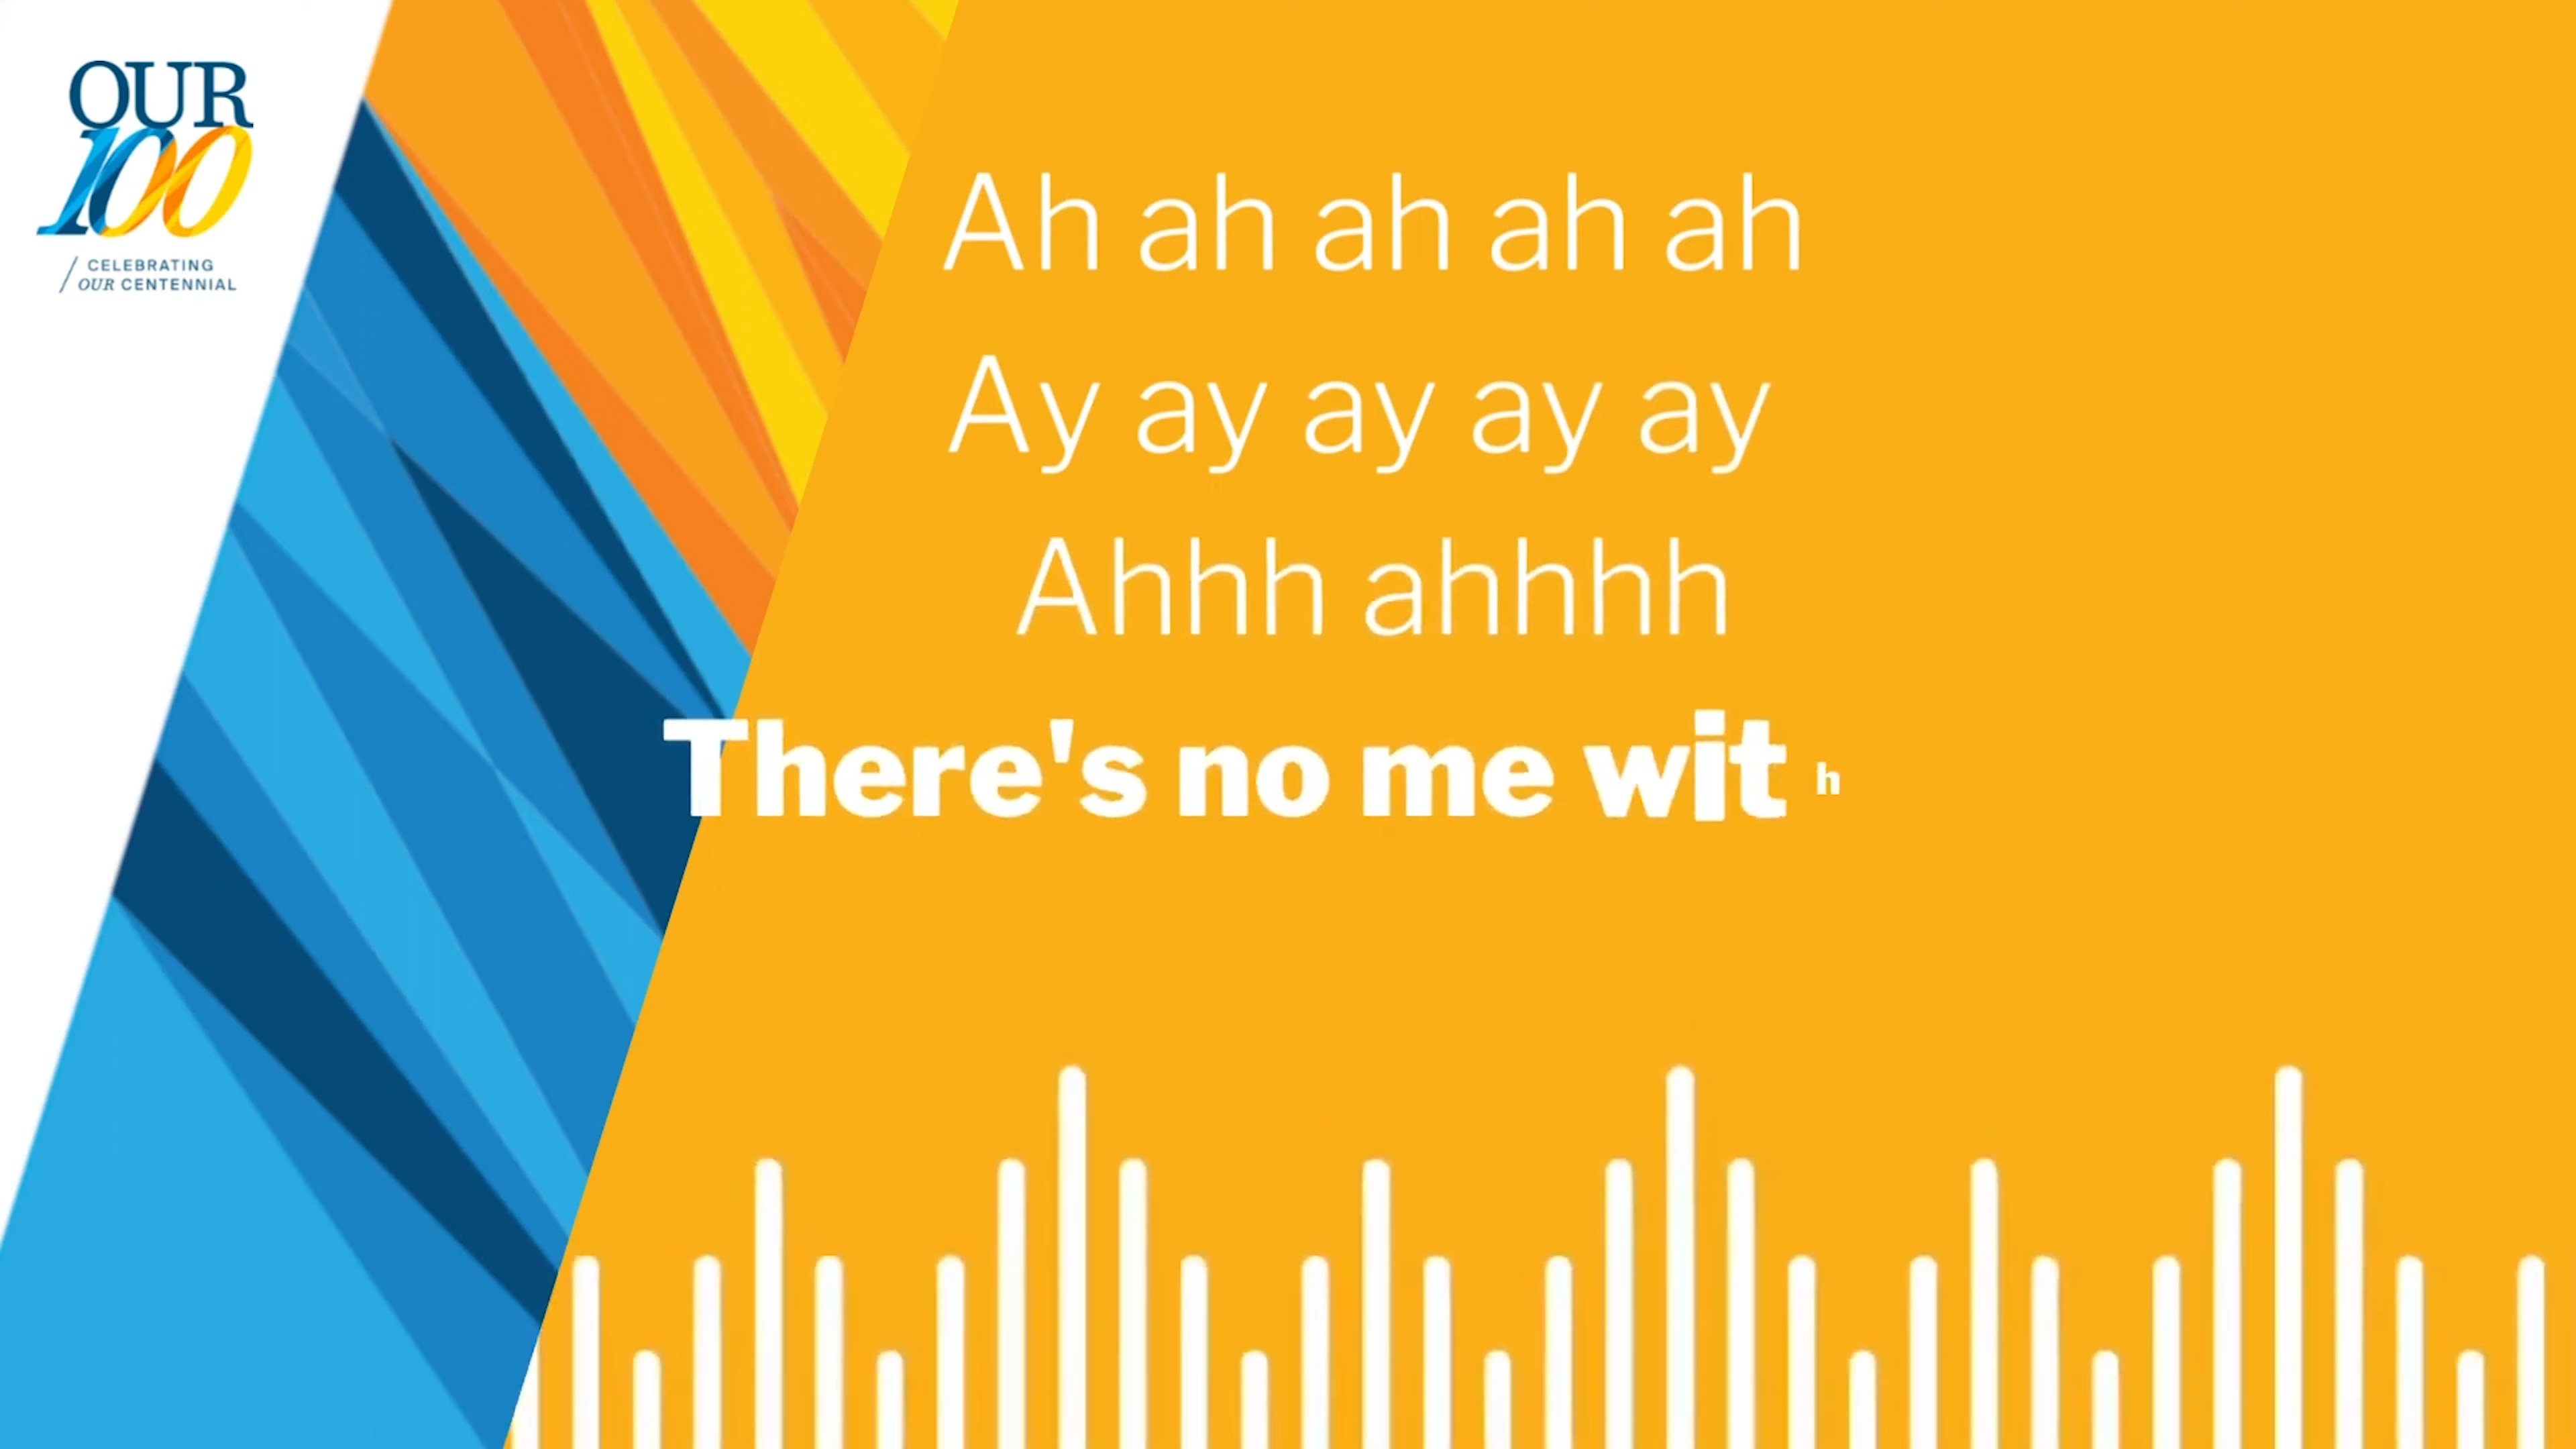 OUR
100
CELEBRATING
OUR CENTENNIAL
Ah ah ah ah ah
Ay ay ay ay ay
Ahhh ahhhh
There's no me with